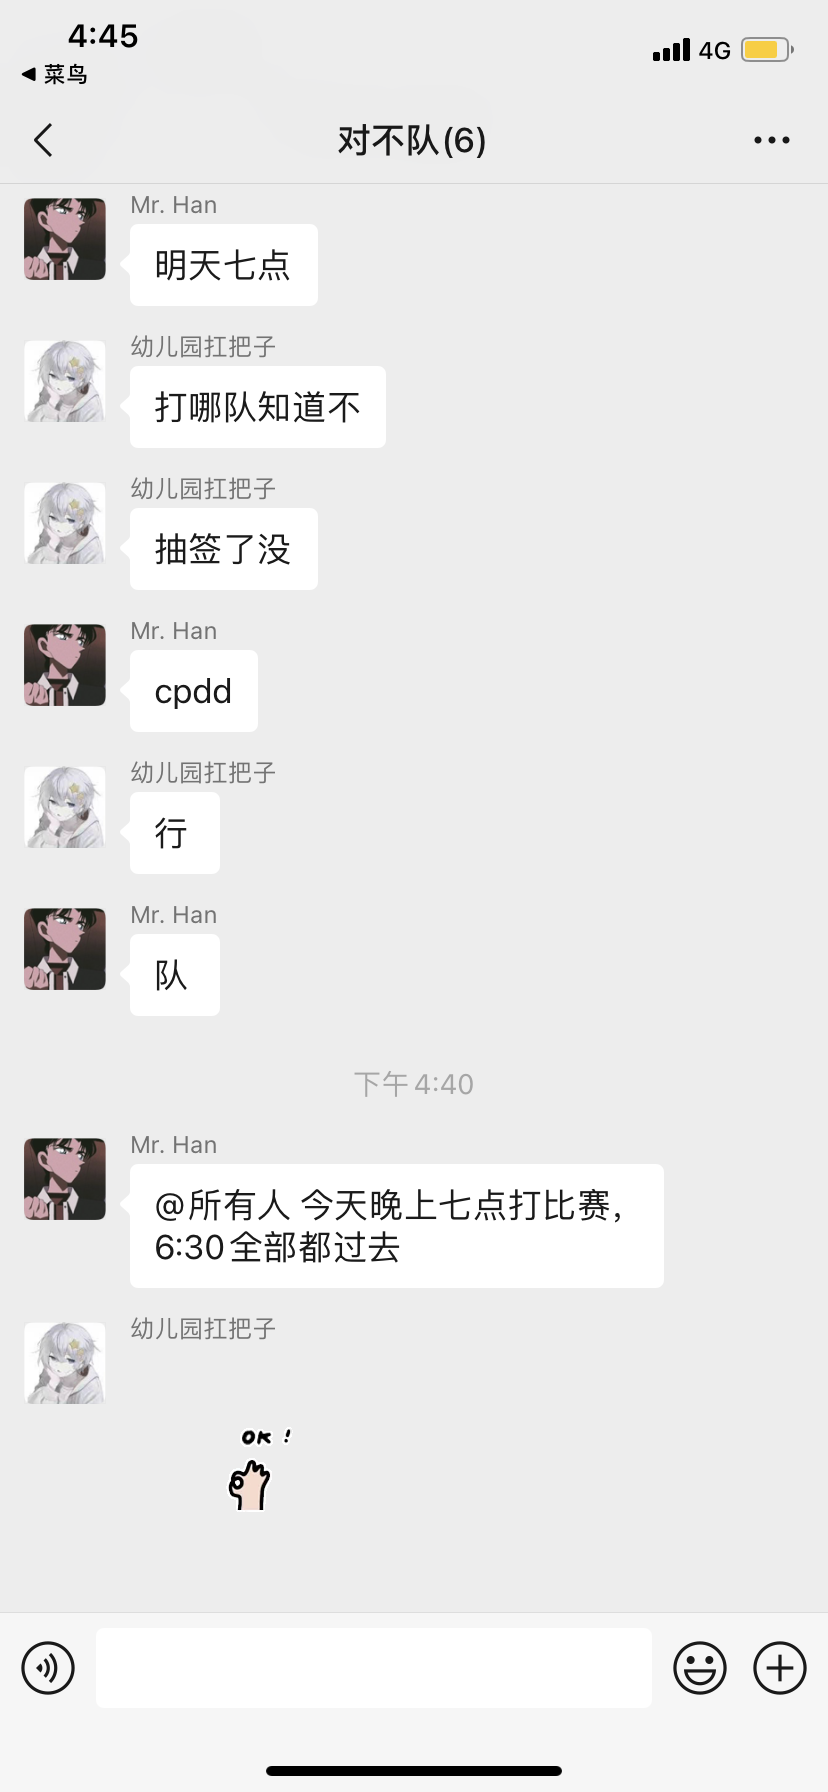 4:45
4G
菜鸟
对不队(6)
Mr. Han
明天七点
幼儿园扛把子
打哪队知道不
幼儿园扛把子
抽签了没
Mr. Han
cpdd
幼儿园扛把子
行
Mr. Han
队
下午4:40
Mr. Han
@所有人 今天晚上七点打比赛,
6:30全部都过去
幼儿园扛把子
OK !